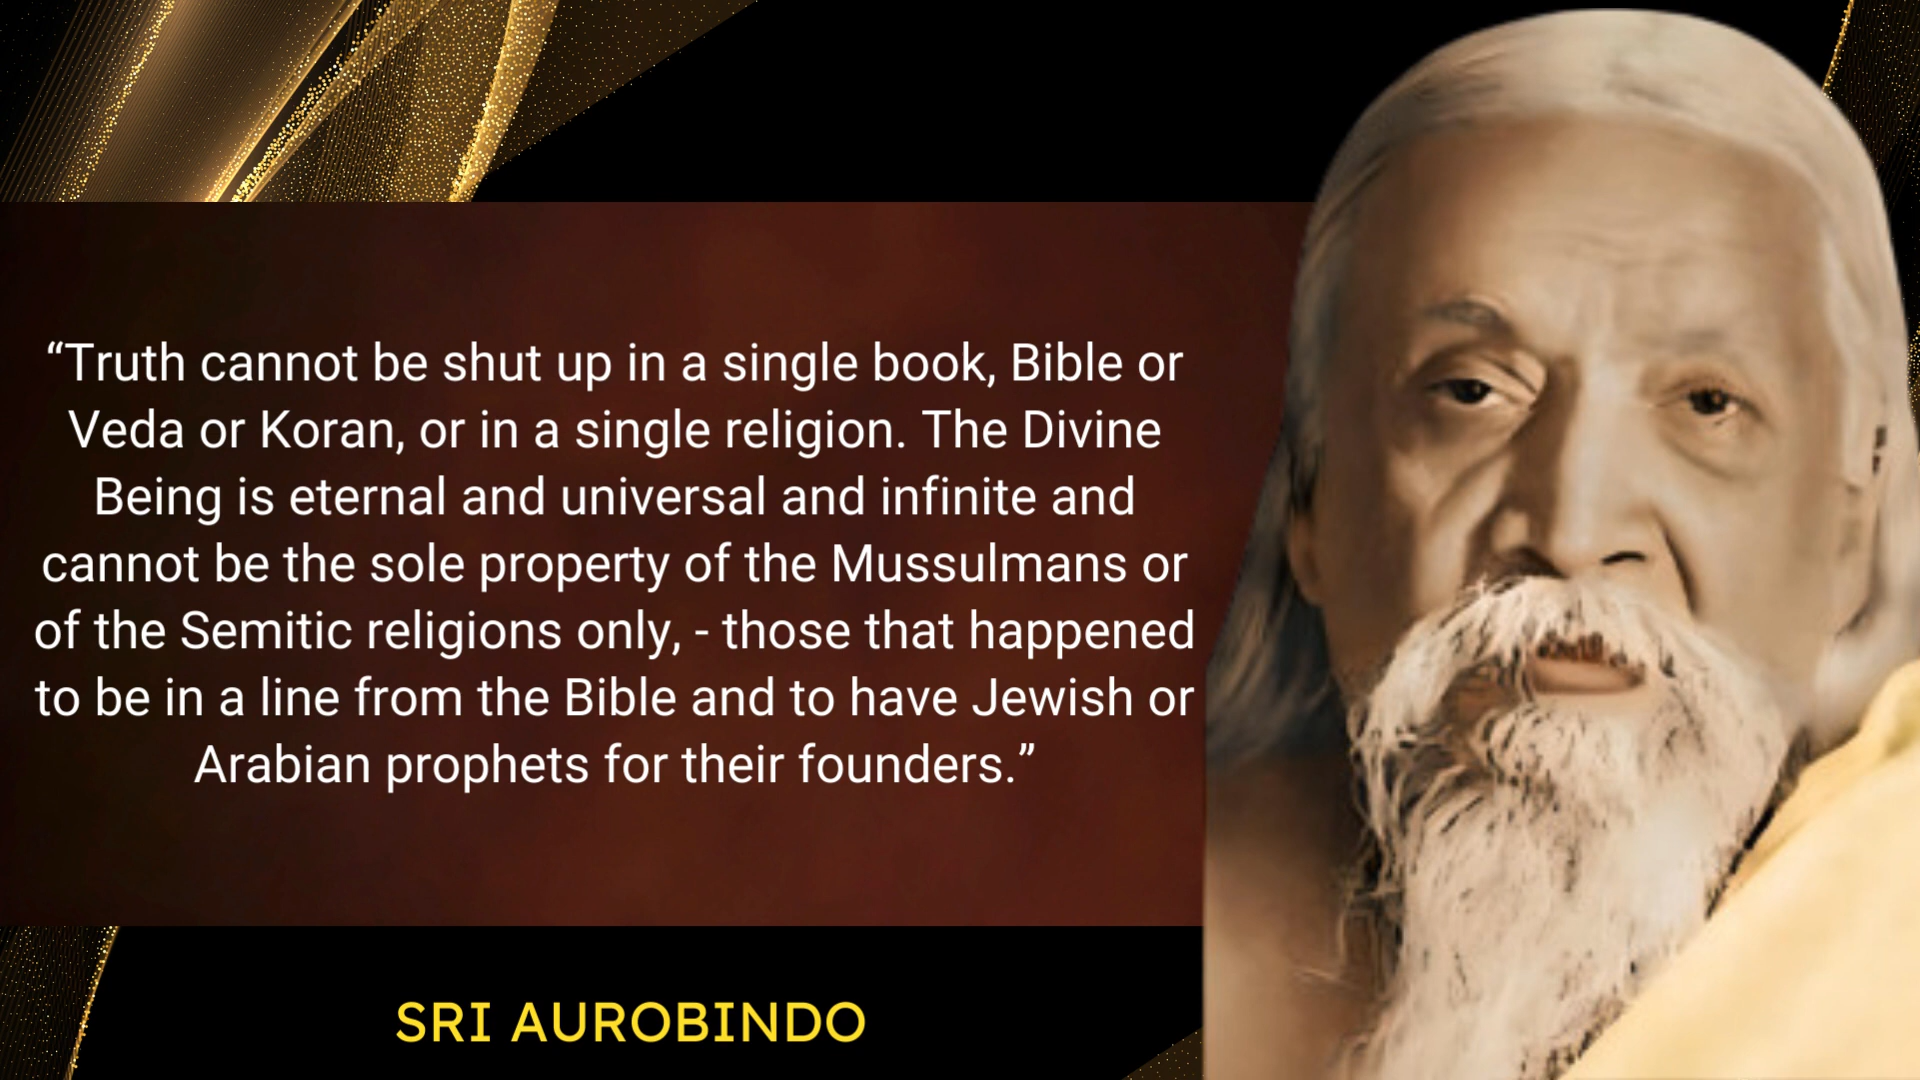 “Truth cannot be shut up in a single book, Bible or
Veda or Koran, or in a single religion. The Divine
Being is eternal and universal and infinite and
cannot be the sole property of the Mussulmans or
of the Semitic religions only, - those that happened
to be in a line from the Bible and to have Jewish or
Arabian prophets for their founders.”
SRI AUROBINDO